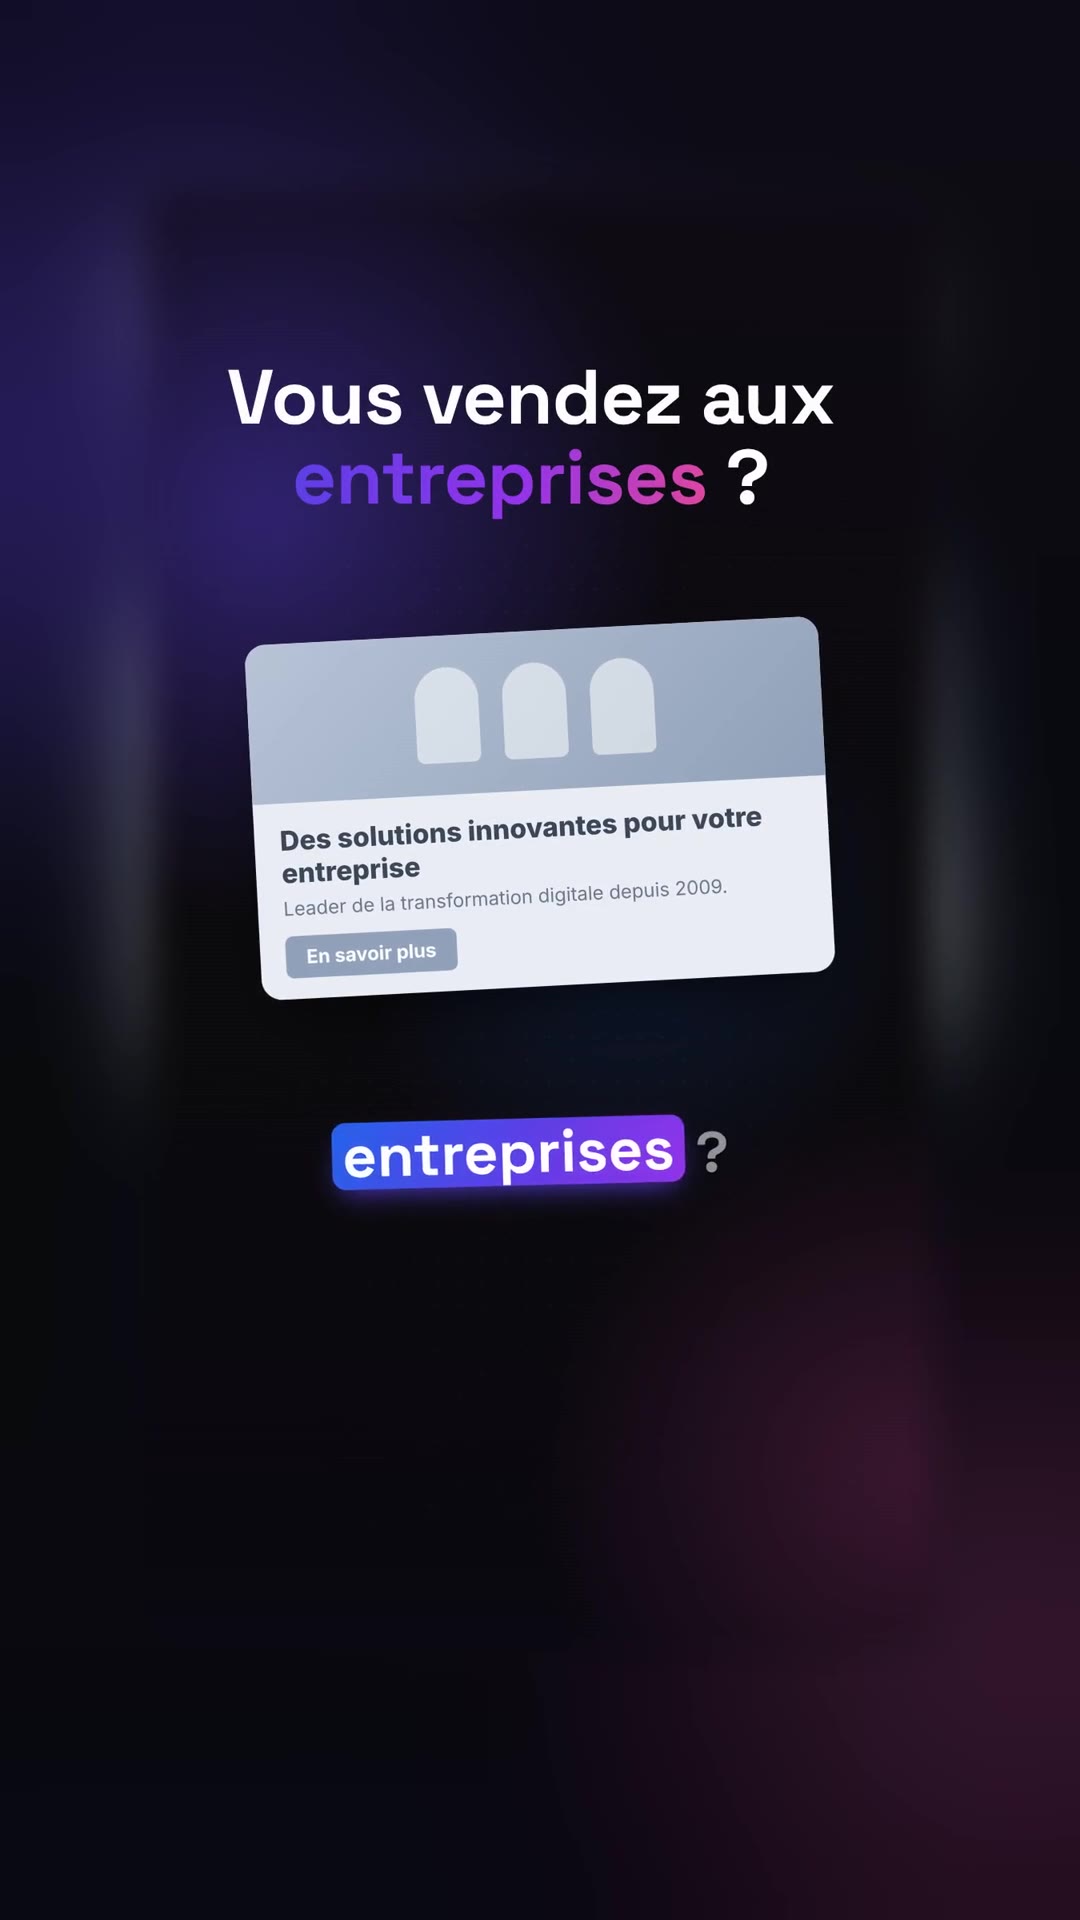 Vous vendez aux
entreprises ?
Des solutions innovantes pour votre
entreprise
Leader de la transformation digitale depuis 2009.
En savoir plus
entreprises ?